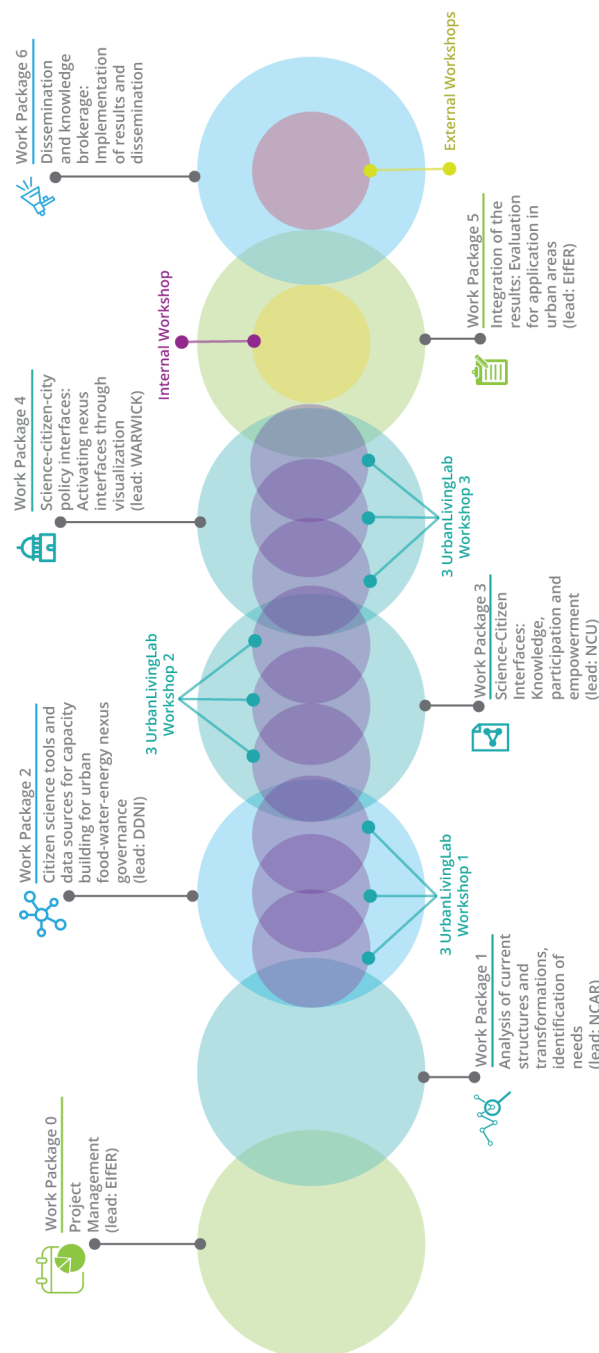 Work Package 0
Project
Management
(lead: EIfER)
Work Package 1
Analysis of current
structures and
transformations,
identification of
needs
(lead: NCAR)
Work Package 2
Citizen science tools and
data sources for capacity
building for urban
food-water-energy nexus
governance
(lead: DDNI)
3 UrbanLivingLab
Workshop 1
3 UrbanLivingLab
Workshop 2
Work Package 3
Science-Citizen
Interfaces:
Knowledge,
participation and
empowerment
(lead: NCU)
Work Package 4
Science-citizen-city
policy interfaces:
Activating nexus
interfaces through
visualization
(lead: WARWICK)
3 UrbanLivingLab
Workshop 3
Internal Workshop
Work Package 5
Integration of the
results: Evaluation
for application in
urban areas
(lead: EIfER)
Work Package 6
Dissemination
and knowledge
brokerage:
Implementation
of results and
dissemination
External Workshops